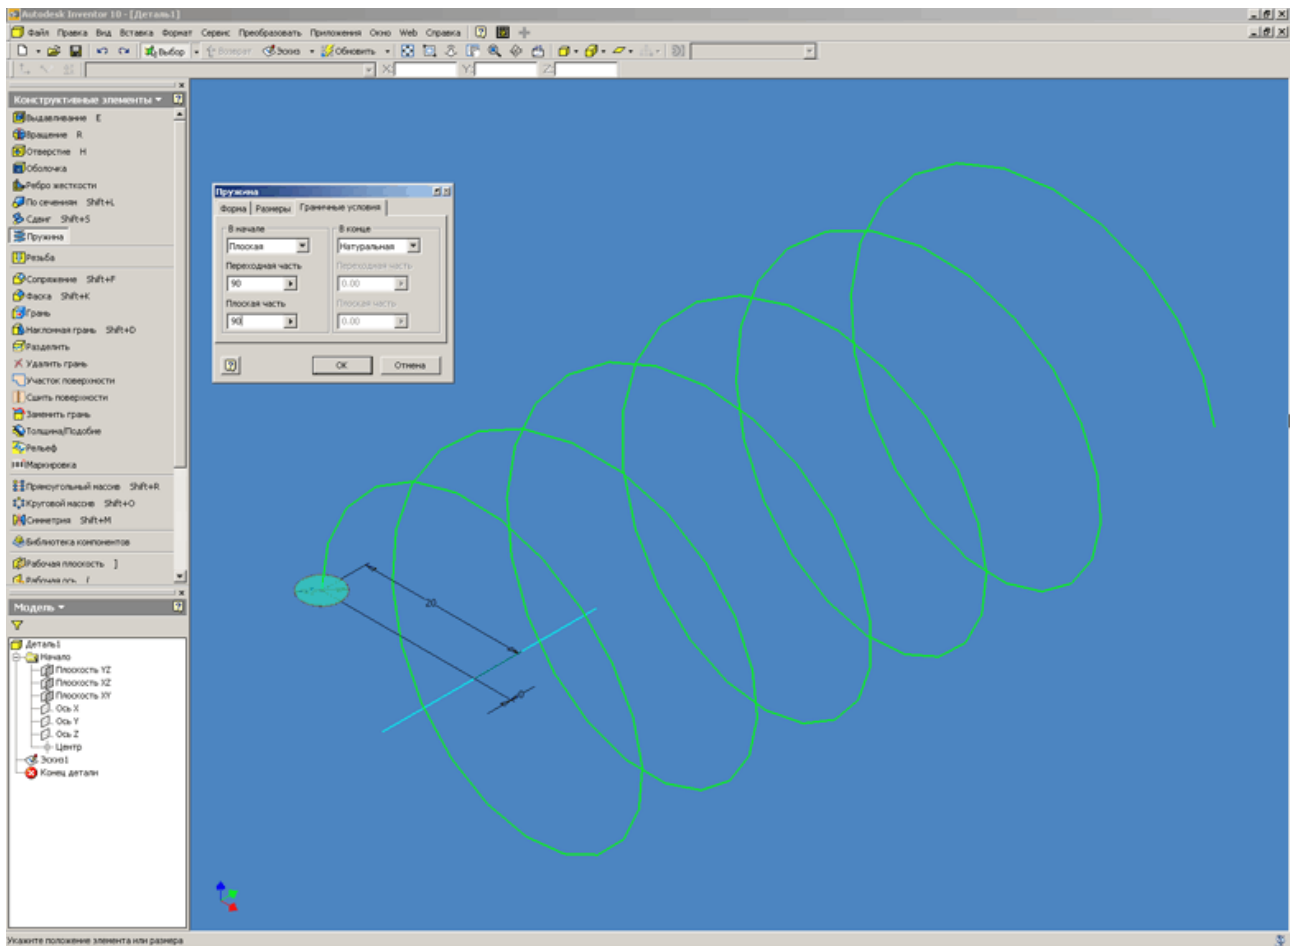 Autodesk Inventor 10 - [Деталь1]
Файл Правка Вид Вставка Формат Сервис Преобразовать Приложения Окно Web Справка
Выбор Возврат Эскиз Обновить
X: Y: Z:
Конструктивные элементы
Выдавливание E
Вращение R
Отверстие H
Оболочка
Ребро жесткости
По сечениям Shift+L
Сдвиг Shift+S
Пружина
Резьба
Сопряжение Shift+F
Фаска Shift+K
Грань
Наклонная грань Shift+D
Разделить
Удалить грань
Участок поверхности
Сшить поверхности
Заменить грань
Толщина/Подобие
Рельеф
Маркировка
Прямоугольный массив Shift+R
Круговой массив Shift+O
Симметрия Shift+M
Библиотека компонентов
Рабочая плоскость ]
Рабочая ось /
Модель
Деталь1
Начало
Плоскость YZ
Плоскость XZ
Плоскость XY
Ось X
Ось Y
Ось Z
Центр
Эскиз1
Конец детали
Пружина
Форма Размеры Граничные условия
В начале В конце
Плоская Натуральная
Переходная часть Переходная часть
90 0.00
Плоская часть Плоская часть
90 0.00
OK Отмена
20
Укажите положение элемента или размера